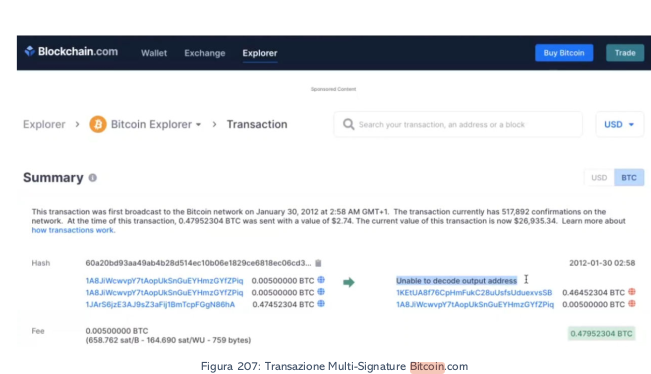 Blockchain.com Wallet Exchange Explorer Buy Bitcoin Trade
Sponsored Content
Explorer > Bitcoin Explorer > Transaction Search your transaction, an address or a block USD
Summary USD BTC
This transaction was first broadcast to the Bitcoin network on January 30, 2012 at 2:58 AM GMT+1. The transaction currently has 517,892 confirmations on the
network. At the time of this transaction, 0.47952304 BTC was sent with a value of $2.74. The current value of this transaction is now $26,935.34. Learn more about
how transactions work.
Hash 60a20bd93aa49ab4b28d514ec10b06e1829ce6818ec06cd3... 2012-01-30 02:58
1A8JiWcwvpY7tAopUkSnGuEYHmzGYfZPiq 0.00500000 BTC Unable to decode output address
1A8JiWcwvpY7tAopUkSnGuEYHmzGYfZPiq 0.00500000 BTC 1KEtUA8f76CpHmFukC28uUsfsUduexvsSB 0.46452304 BTC
1JArS6jzE3AJ9sZ3aFij1BmTcpFGgN86hA 0.47452304 BTC 1A8JiWcwvpY7tAopUkSnGuEYHmzGYfZPiq 0.00500000 BTC
Fee 0.00500000 BTC 0.47952304 BTC
(658.762 sat/B - 164.690 sat/WU - 759 bytes)
Figura 207: Transazione Multi-Signature Bitcoin.com